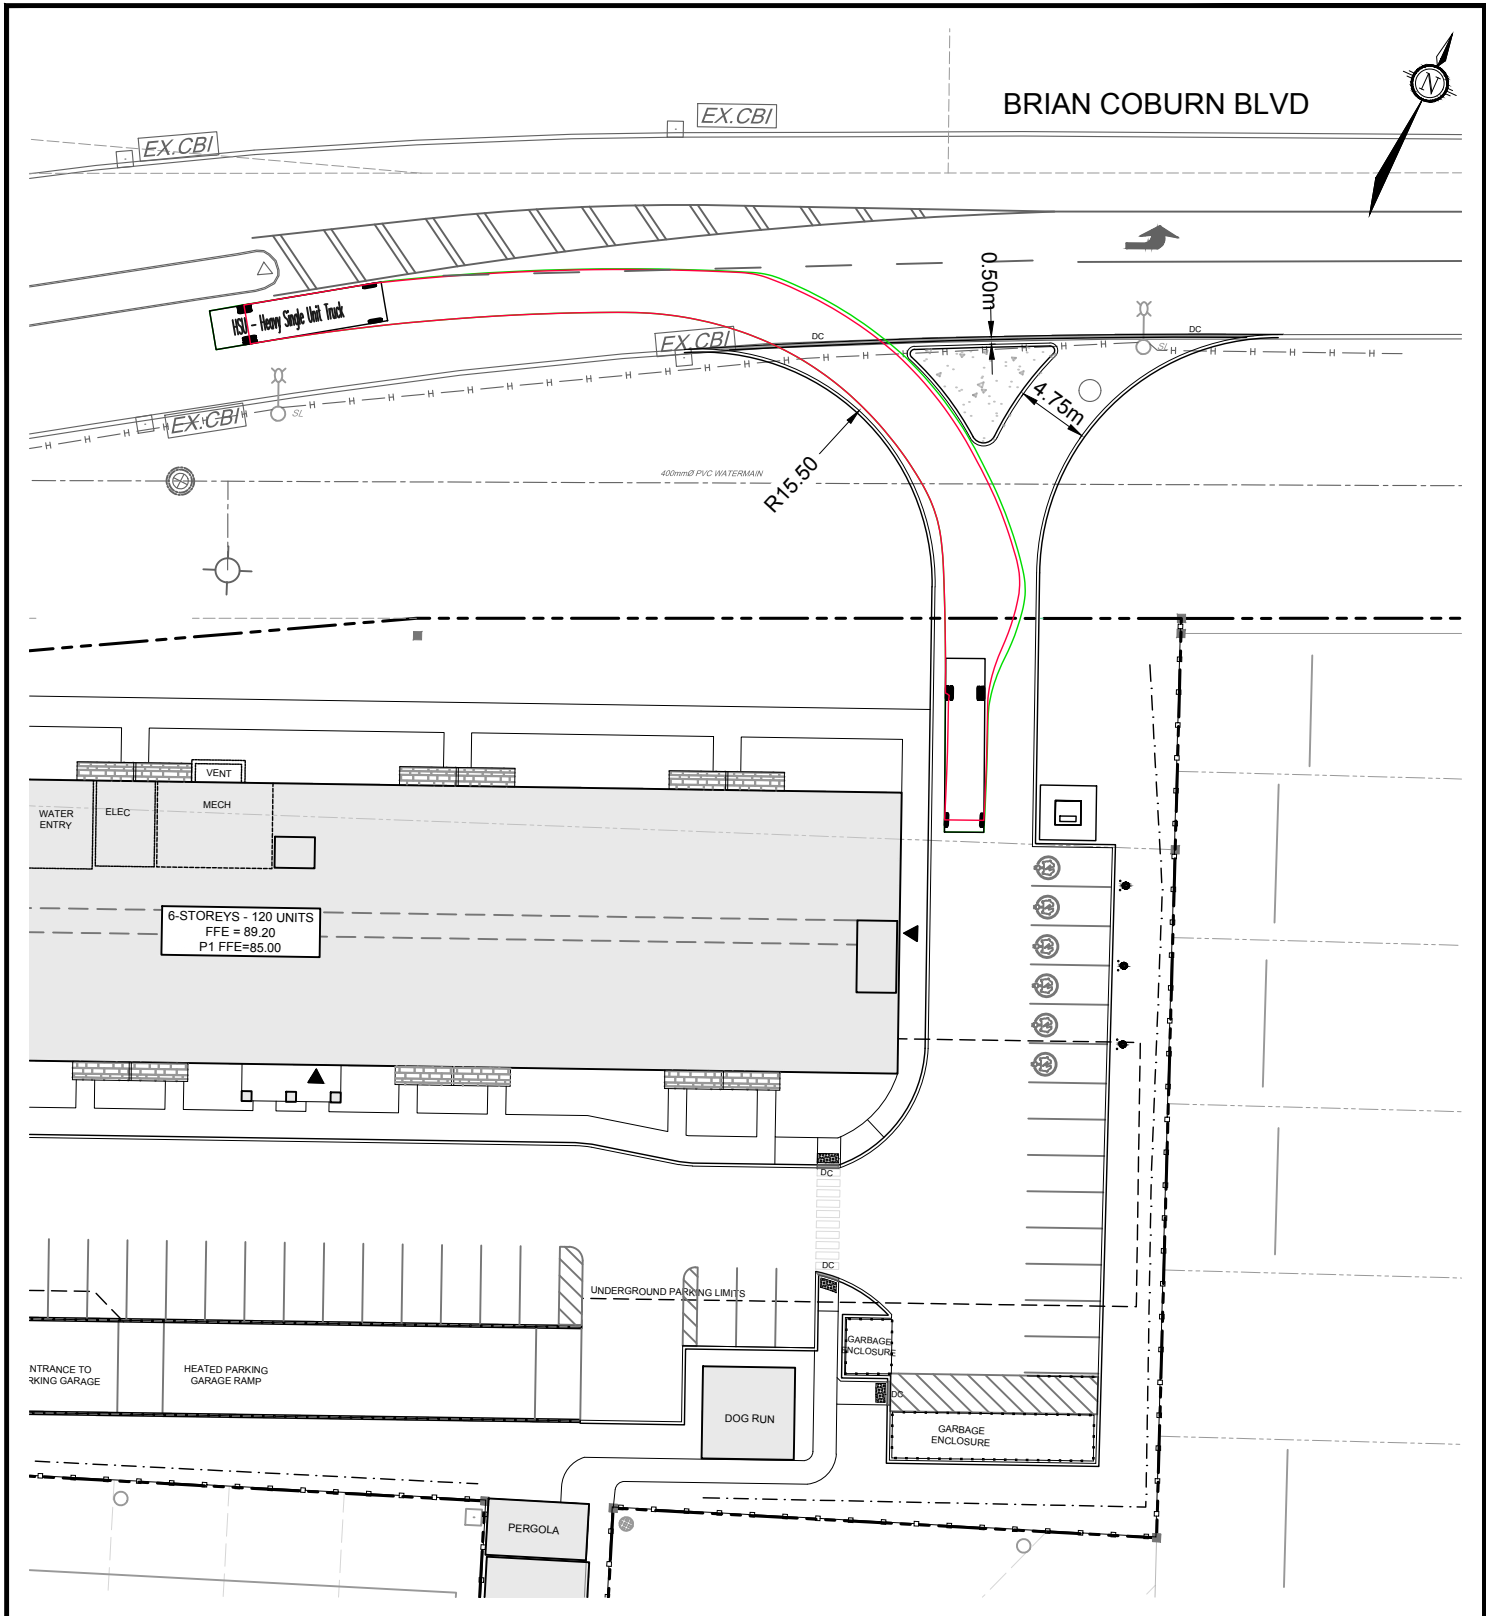 BRIAN COBURN BLVD
N
EX.CBI
EX.CBI
HSU - Heavy Single Unit Truck
0.50m
DC
DC
EX.CBI
H H H H H H H H H H H H H H H H H H
SL
SL
4.75m
EX.CBI
R15.50
400mmØ PVC WATERMAIN
VENT
WATER
ENTRY
ELEC
MECH
6-STOREYS - 120 UNITS
FFE = 89.20
P1 FFE=85.00
DC
DC
UNDERGROUND PARKING LIMITS
GARBAGE
ENCLOSURE
NTRANCE TO
RKING GARAGE
HEATED PARKING
GARAGE RAMP
DC
DOG RUN
GARBAGE
ENCLOSURE
PERGOLA